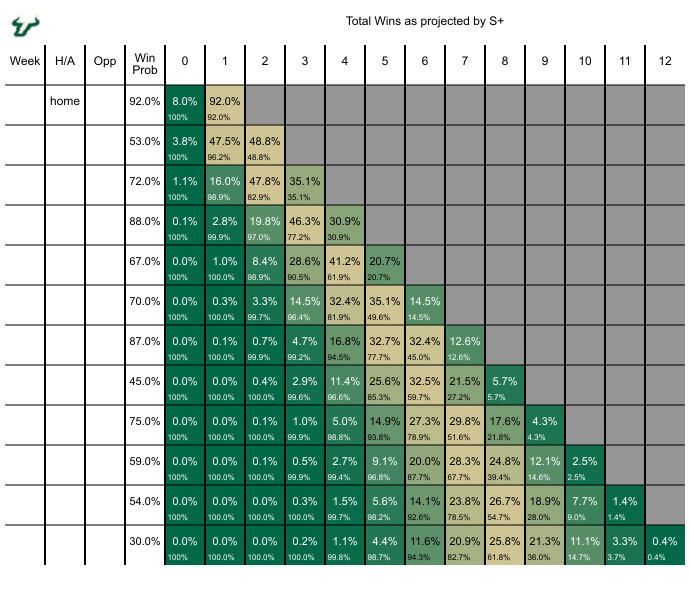 Total Wins as projected by S+
Week H/A Opp Win Prob 0 1 2 3 4 5 6 7 8 9 10 11 12
home 92.0% 8.0% 92.0%
100% 92.0%
53.0% 3.8% 47.5% 48.8%
100% 96.2% 48.8%
72.0% 1.1% 16.0% 47.8% 35.1%
100% 98.9% 82.9% 35.1%
88.0% 0.1% 2.8% 19.8% 46.3% 30.9%
100% 99.9% 97.0% 77.2% 30.9%
67.0% 0.0% 1.0% 8.4% 28.6% 41.2% 20.7%
100% 100.0% 98.9% 90.5% 61.9% 20.7%
70.0% 0.0% 0.3% 3.3% 14.5% 32.4% 35.1% 14.5%
100% 100.0% 99.7% 96.4% 81.9% 49.6% 14.5%
87.0% 0.0% 0.1% 0.7% 4.7% 16.8% 32.7% 32.4% 12.6%
100% 100.0% 99.9% 99.2% 94.5% 77.7% 45.0% 12.6%
45.0% 0.0% 0.0% 0.4% 2.9% 11.4% 25.6% 32.5% 21.5% 5.7%
100% 100.0% 100.0% 99.6% 96.6% 85.3% 59.7% 27.2% 5.7%
75.0% 0.0% 0.0% 0.1% 1.0% 5.0% 14.9% 27.3% 29.8% 17.6% 4.3%
100% 100.0% 100.0% 99.9% 98.8% 93.8% 78.9% 51.6% 21.8% 4.3%
59.0% 0.0% 0.0% 0.1% 0.5% 2.7% 9.1% 20.0% 28.3% 24.8% 12.1% 2.5%
100% 100.0% 100.0% 99.9% 99.4% 96.8% 87.7% 67.7% 39.4% 14.6% 2.5%
54.0% 0.0% 0.0% 0.0% 0.3% 1.5% 5.6% 14.1% 23.8% 26.7% 18.9% 7.7% 1.4%
100% 100.0% 100.0% 100.0% 99.7% 98.2% 92.6% 78.5% 54.7% 28.0% 9.0% 1.4%
30.0% 0.0% 0.0% 0.0% 0.2% 1.1% 4.4% 11.6% 20.9% 25.8% 21.3% 11.1% 3.3% 0.4%
100% 100.0% 100.0% 100.0% 99.8% 98.7% 94.3% 82.7% 61.8% 36.0% 14.7% 3.7% 0.4%